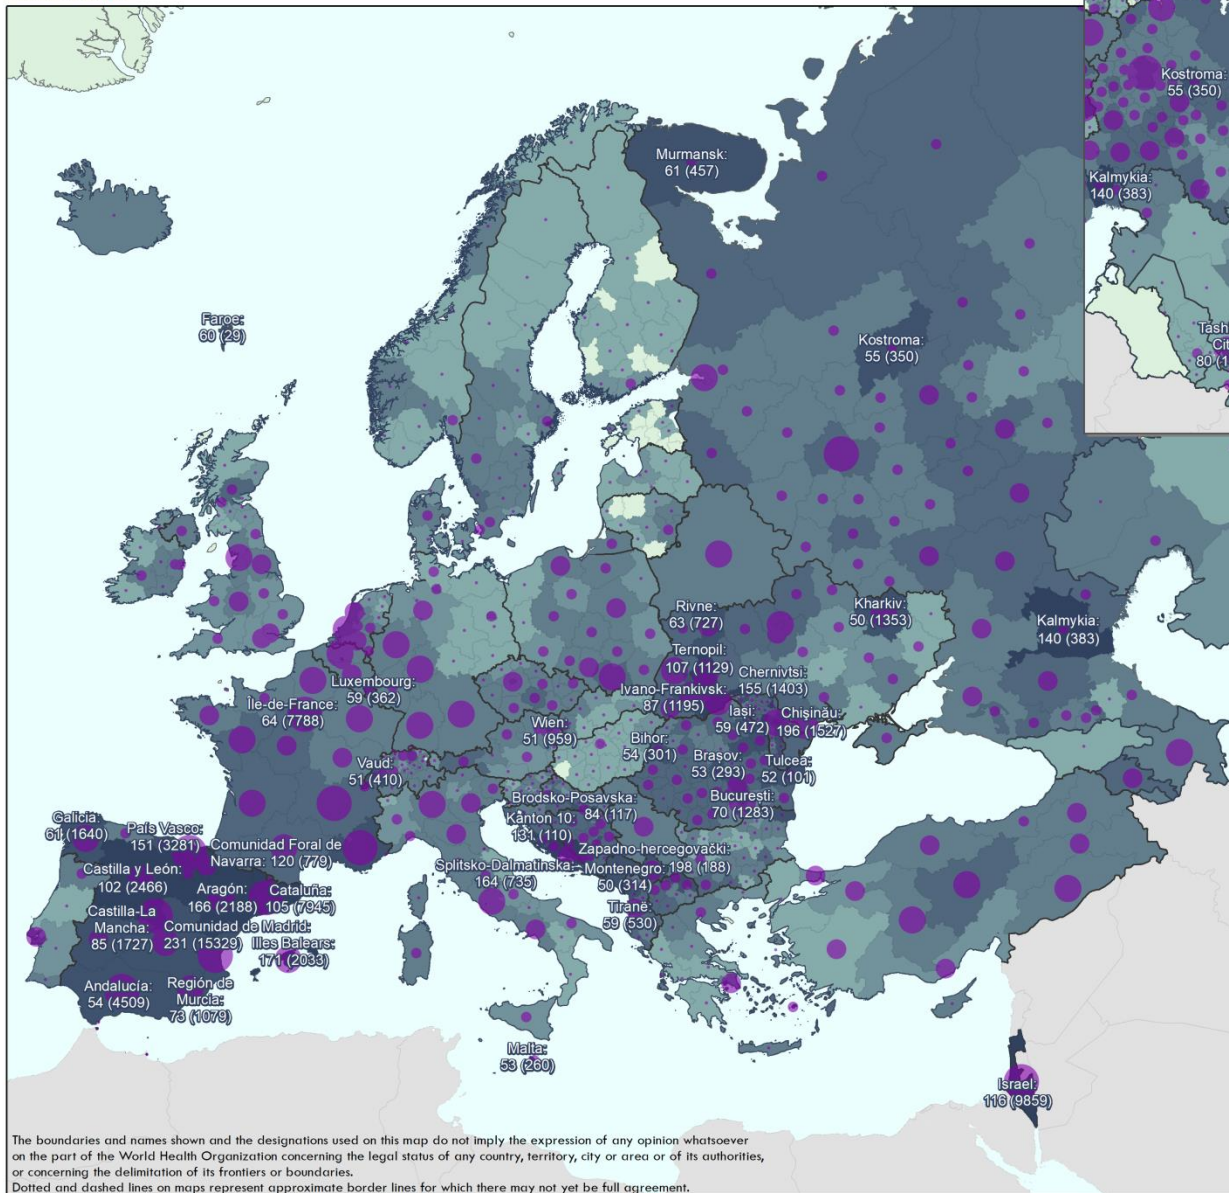 Kostroma:
55 (350)
Kalmykia:
140 (383)
Murmansk:
61 (457)
Faroe:
60 (29)
Kostroma:
55 (350)
Rivne:
63 (727)
Kharkiv:
50 (1353)
Kalmykia:
140 (383)
Ternopil:
107 (1129)
Chernivtsi:
155 (1403)
Ivano-Frankivsk:
87 (1195)
Luxembourg:
59 (362)
Île-de-France:
64 (7788)
Wien:
51 (959)
Iași:
59 (472)
Chişinău:
196 (1527)
Bihor:
54 (301)
Brașov:
53 (293)
Tulcea:
52 (101)
Vaud:
51 (410)
București:
70 (1283)
Brodsko-Posavska:
84 (117)
Kanton 10:
131 (110)
Zapadno-hercegovački:
198 (188)
Galicia:
61 (1640)
País Vasco:
151 (3281)
Comunidad Foral de
Navarra: 120 (779)
Splitsko-Dalmatinska:
164 (735)
Montenegro:
50 (314)
Castilla y León:
102 (2466)
Aragón:
166 (2188)
Cataluña:
105 (7945)
Tiranë:
59 (530)
Castilla-La
Mancha:
85 (1727)
Comunidad de Madrid:
231 (15329)
Illes Balears:
171 (2033)
Andalucía:
54 (4509)
Región de
Murcia:
73 (1079)
Malta:
53 (260)
Israel:
116 (9859)
The boundaries and names shown and the designations used on this map do not imply the expression of any opinion whatsoever
on the part of the World Health Organization concerning the legal status of any country, territory, city or area or of its authorities,
or concerning the delimitation of its frontiers or boundaries.
Dotted and dashed lines on maps represent approximate border lines for which there may not yet be full agreement.